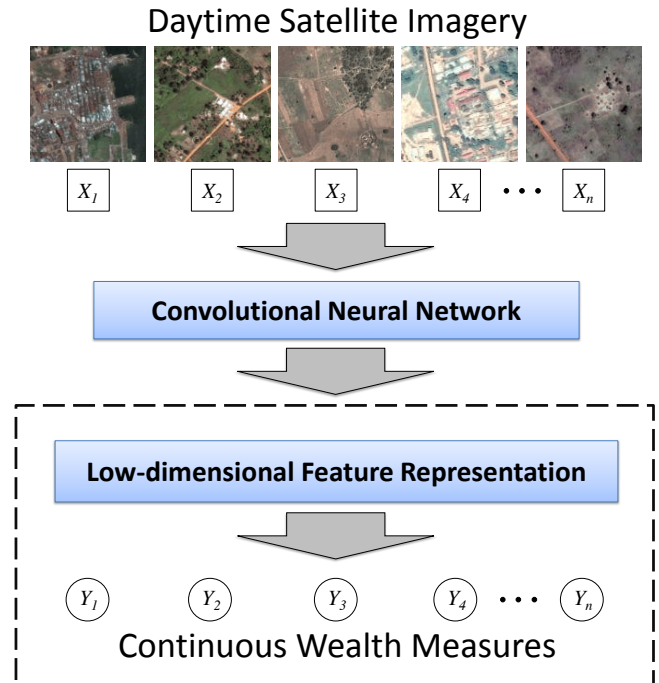 Daytime Satellite Imagery
X1 X2 X3 X4 • • • Xn
Convolutional Neural Network
Low-dimensional Feature Representation
Y1 Y2 Y3 Y4 • • • Yn
Continuous Wealth Measures